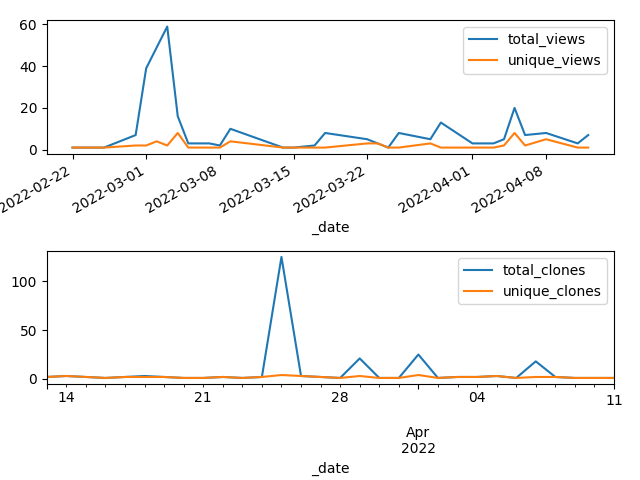 60
40
20
0
total_views
unique_views
2022-02-22
2022-03-01
2022-03-08
2022-03-15
2022-03-22
2022-04-01
2022-04-08
_date
100
50
0
total_clones
unique_clones
14
21
28
04
11
Apr
2022
_date